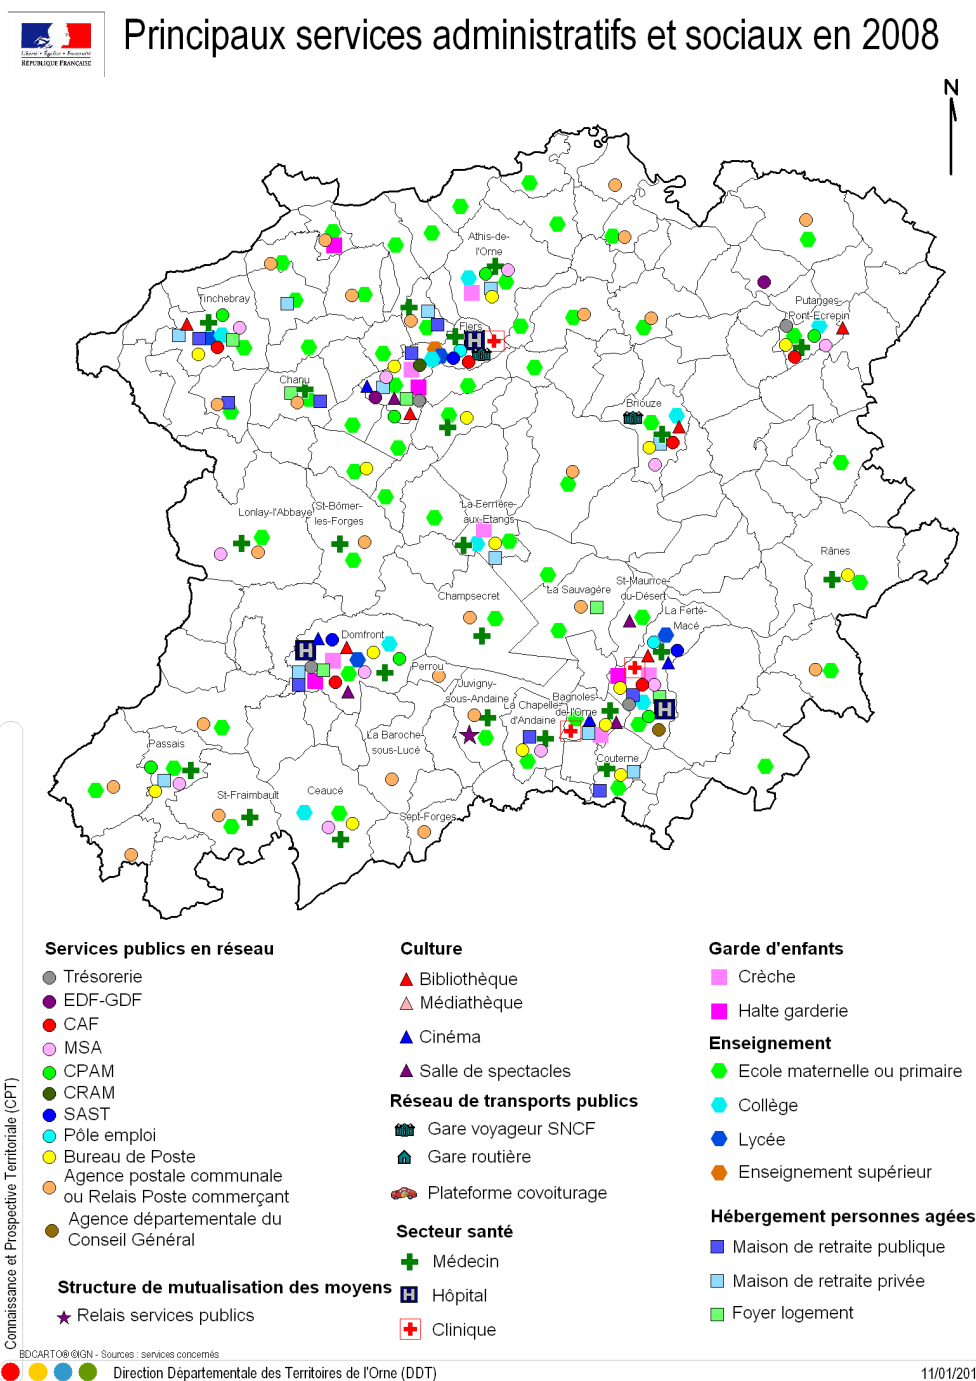 Principaux services administratifs et sociaux en 2008
Liberté • Égalité • Fraternité
RÉPUBLIQUE FRANÇAISE
N
Athis-de-
l'Orne
Tinchebray
Putanges-
Pont-Ecrepin
Flers
Chanu
Briouze
Lonlay-l'Abbaye
St-Bômer-
les-Forges
La Ferrière-
aux-Etangs
Rânes
Champsecret
La Sauvagère
St-Maurice-
du-Désert
La Ferté-
Macé
Domfront
Perrou
Juvigny-
sous-Andaine
La Chapelle-
d'Andaine
Bagnoles-
de-l'Orne
La Baroche-
sous-Lucé
Passais
Couterne
St-Fraimbault
Ceaucé
Sept-Forges
Services publics en réseau
Trésorerie
EDF-GDF
CAF
MSA
CPAM
CRAM
SAST
Pôle emploi
Bureau de Poste
Agence postale communale
ou Relais Poste commerçant
Agence départementale du
Conseil Général
Structure de mutualisation des moyens
Relais services publics
Culture
Bibliothèque
Médiathèque
Cinéma
Salle de spectacles
Réseau de transports publics
Gare voyageur SNCF
Gare routière
Plateforme covoiturage
Secteur santé
Médecin
Hôpital
Clinique
Garde d'enfants
Crèche
Halte garderie
Enseignement
Ecole maternelle ou primaire
Collège
Lycée
Enseignement supérieur
Hébergement personnes agées
Maison de retraite publique
Maison de retraite privée
Foyer logement
Connaissance et Prospective Territoriale (CPT)
BDCARTO® ©IGN - Sources : services concernés
Direction Départementale des Territoires de l'Orne (DDT)
11/01/201